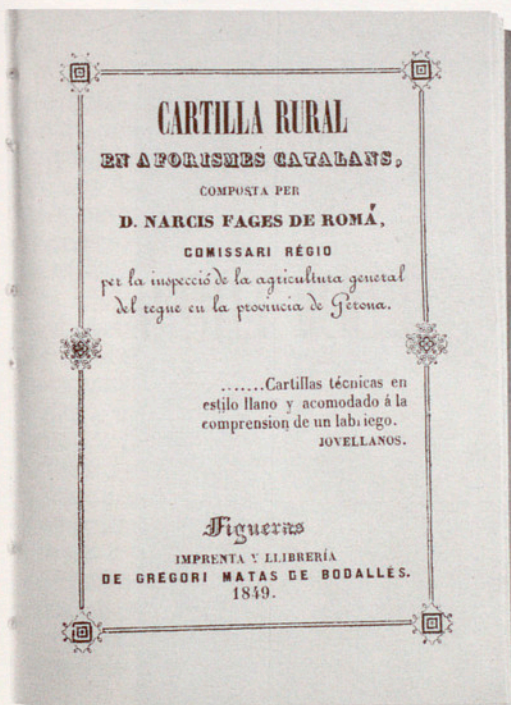 CARTILLA RURAL
EN AFORISMES CATALANS,
COMPOSTA PER
D. NARCIS FAGES DE ROMÁ,
COMISSARI RÉGIO
per la inspecció de la agricultura general
del regne en la provincia de Gerona.
.......Cartillas técnicas en
estilo llano y acomodado á la
comprension de un labriego.
JOVELLANOS.
Figueras
IMPRENTA Y LLIBRERÍA
DE GREGORI MATAS DE BODALLÉS.
1849.